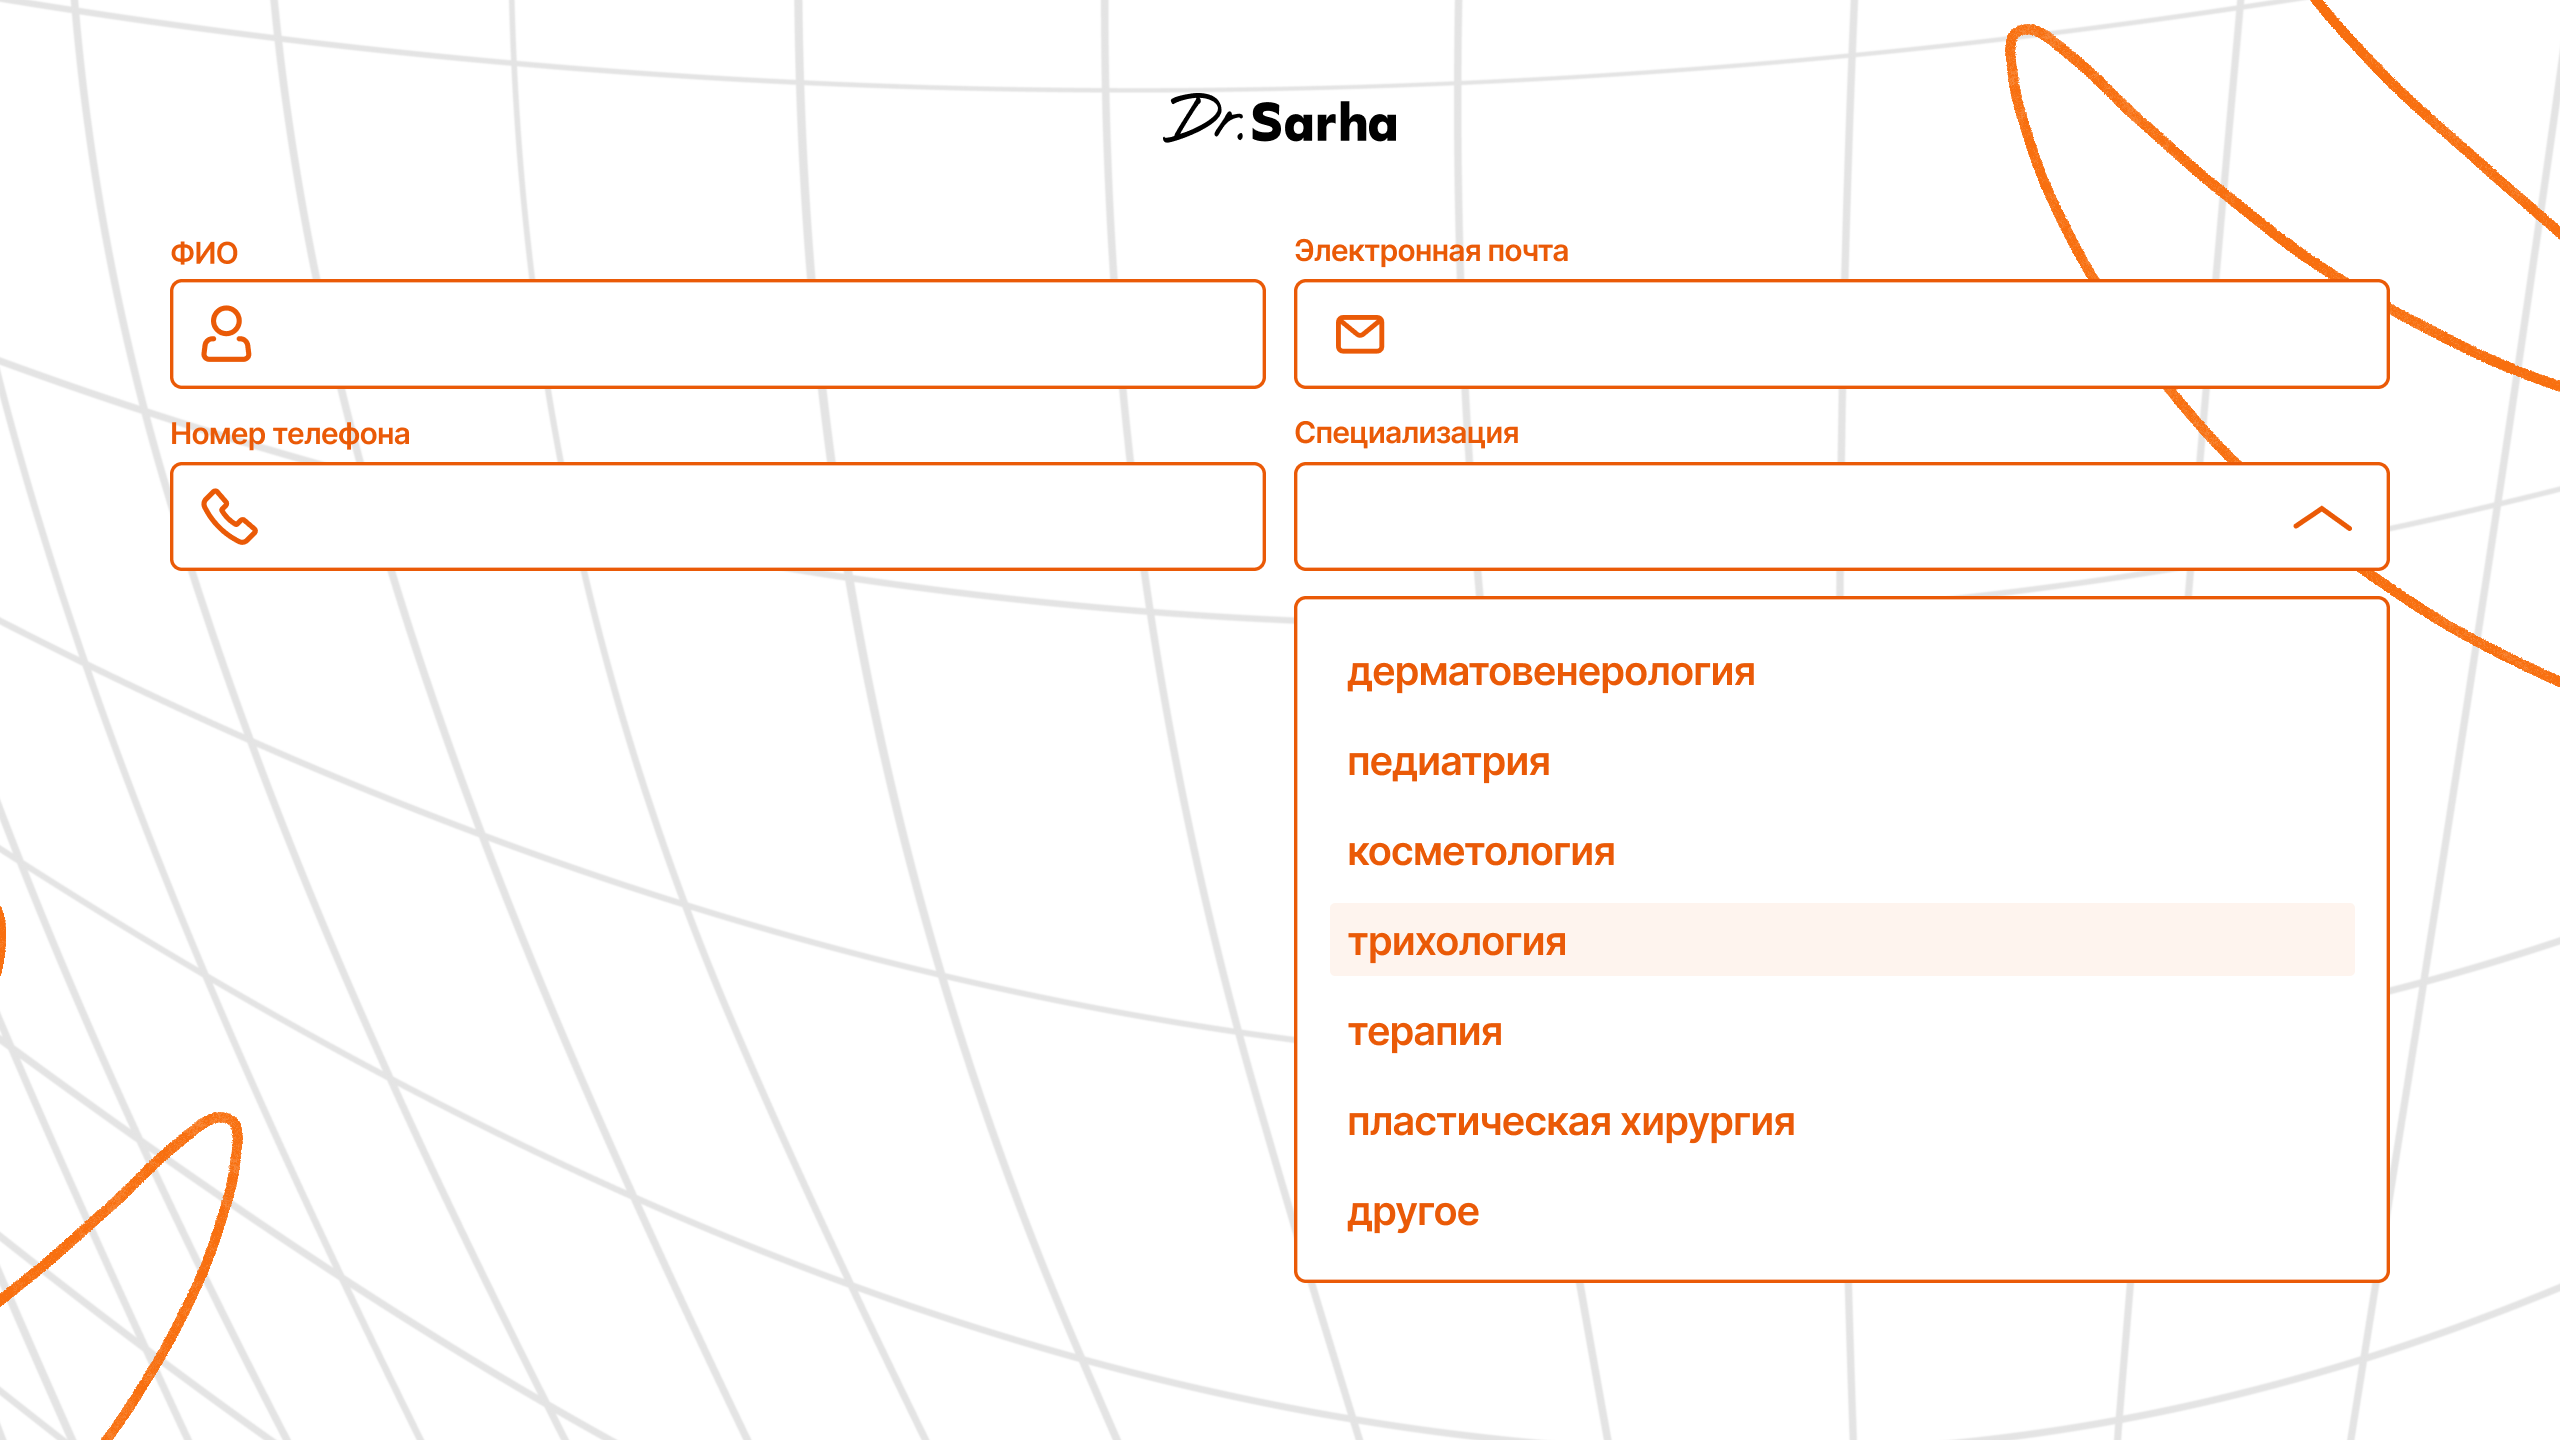 Dr.Sarha
ФИО
Электронная почта
Номер телефона
Специализация
дерматовенерология
педиатрия
косметология
трихология
терапия
пластическая хирургия
другое